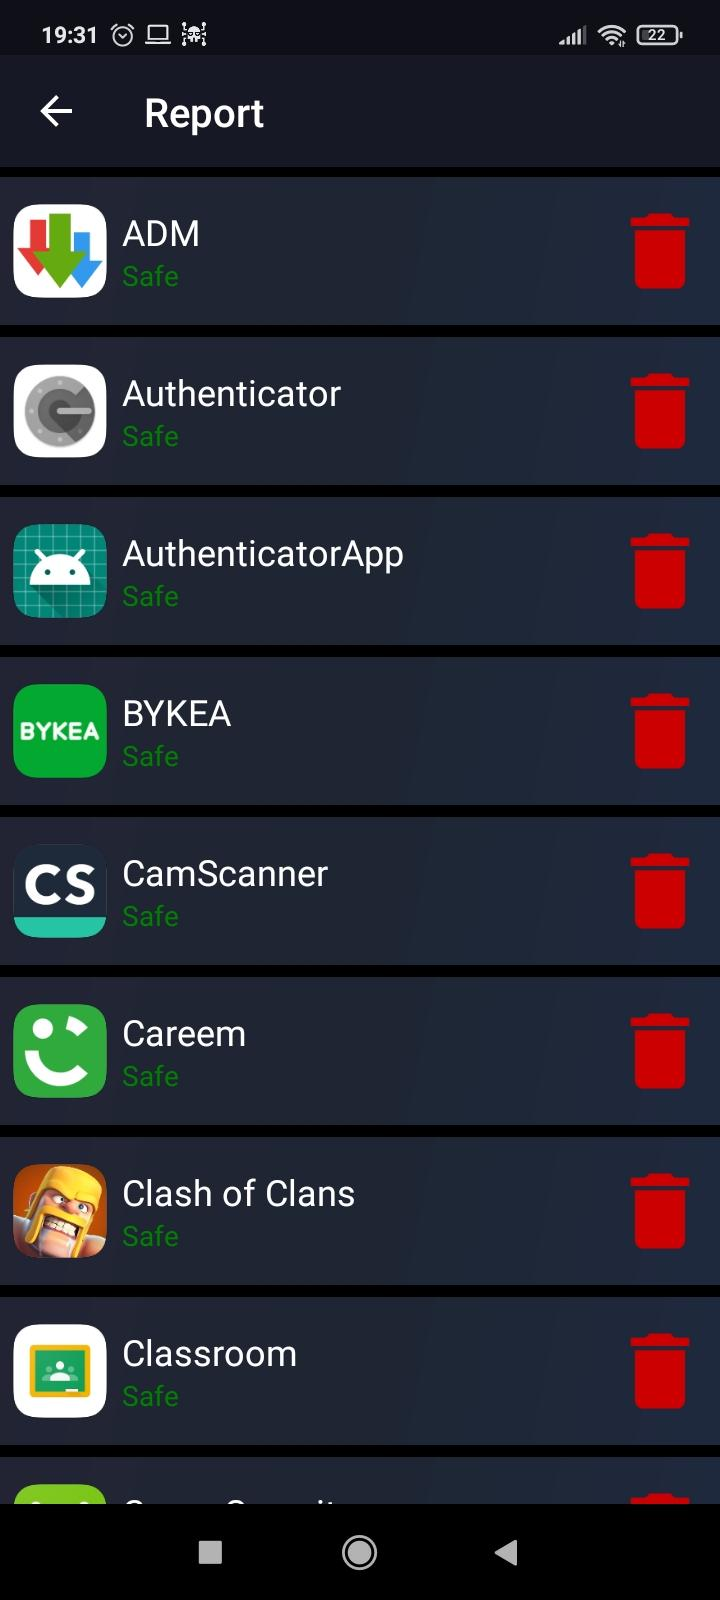 19:31
22
Report
ADM
Safe
Authenticator
Safe
AuthenticatorApp
Safe
BYKEA
BYKEA
Safe
CS
CamScanner
Safe
Careem
Safe
Clash of Clans
Safe
Classroom
Safe